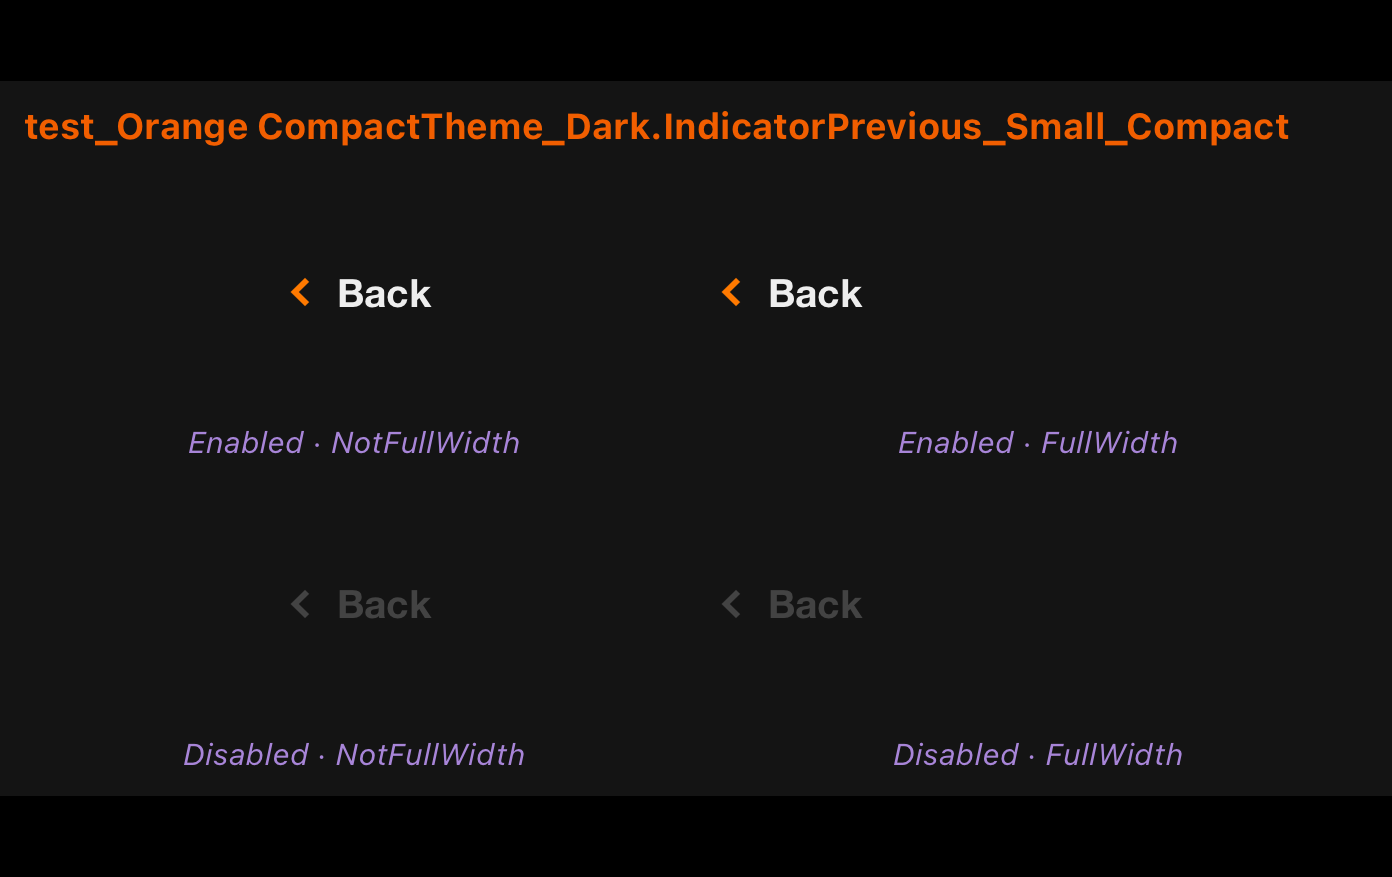 test_Orange CompactTheme_Dark.IndicatorPrevious_Small_Compact
Back Back
Enabled · NotFullWidth Enabled · FullWidth
Back Back
Disabled · NotFullWidth Disabled · FullWidth